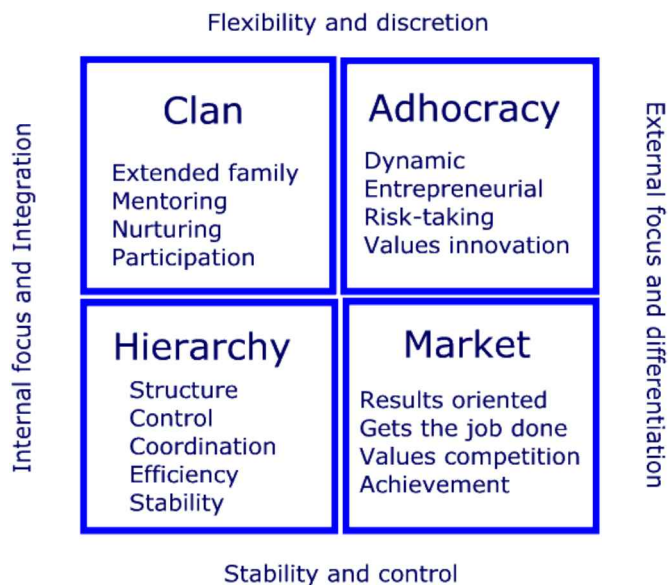 Flexibility and discretion
Internal focus and Integration
Clan
Extended family
Mentoring
Nurturing
Participation
Adhocracy
Dynamic
Entrepreneurial
Risk-taking
Values innovation
External focus and differentiation
Hierarchy
Structure
Control
Coordination
Efficiency
Stability
Market
Results oriented
Gets the job done
Values competition
Achievement
Stability and control